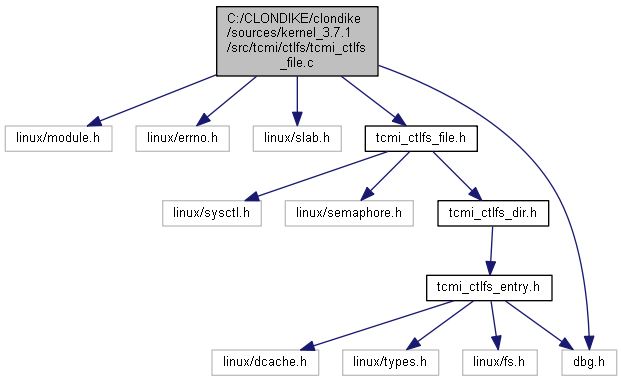 C:/CLONDIKE/clondike
/sources/kernel_3.7.1
/src/tcmi/ctlfs/tcmi_ctlfs
_file.c
linux/module.h
linux/errno.h
linux/slab.h
tcmi_ctlfs_file.h
linux/sysctl.h
linux/semaphore.h
tcmi_ctlfs_dir.h
tcmi_ctlfs_entry.h
linux/dcache.h
linux/types.h
linux/fs.h
dbg.h